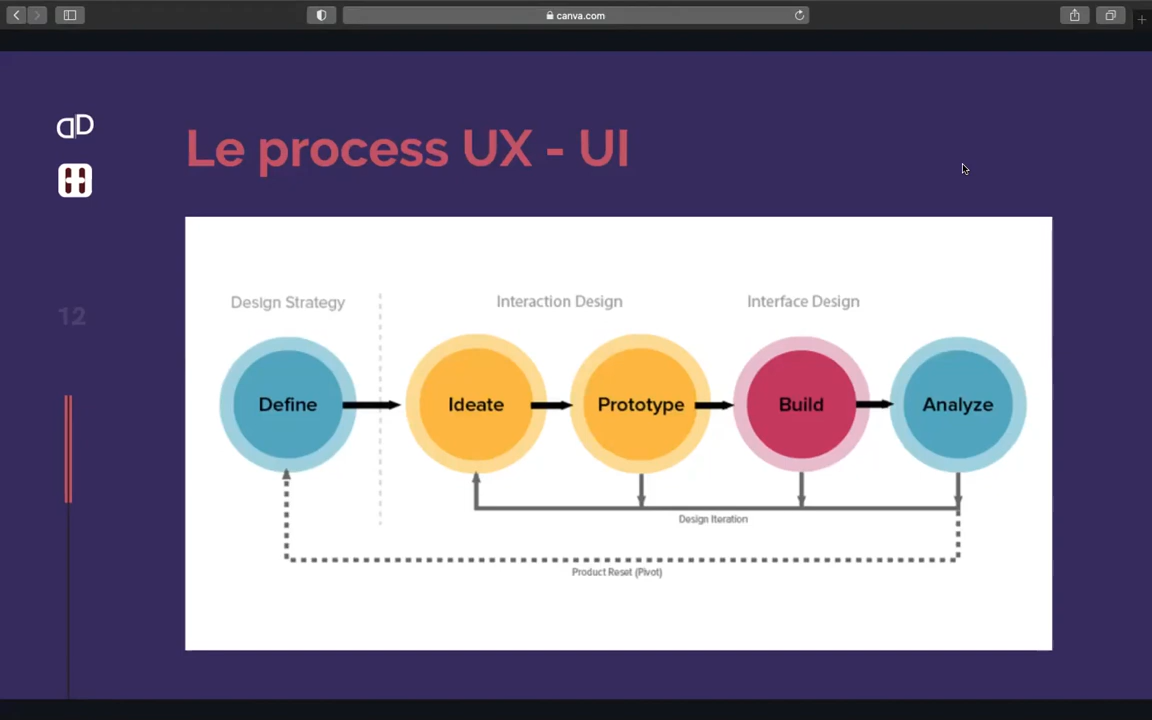 canva.com
Le process UX - UI
12
Design Strategy
Interaction Design
Interface Design
Define
Ideate
Prototype
Build
Analyze
Design Iteration
Product Reset (Pivot)